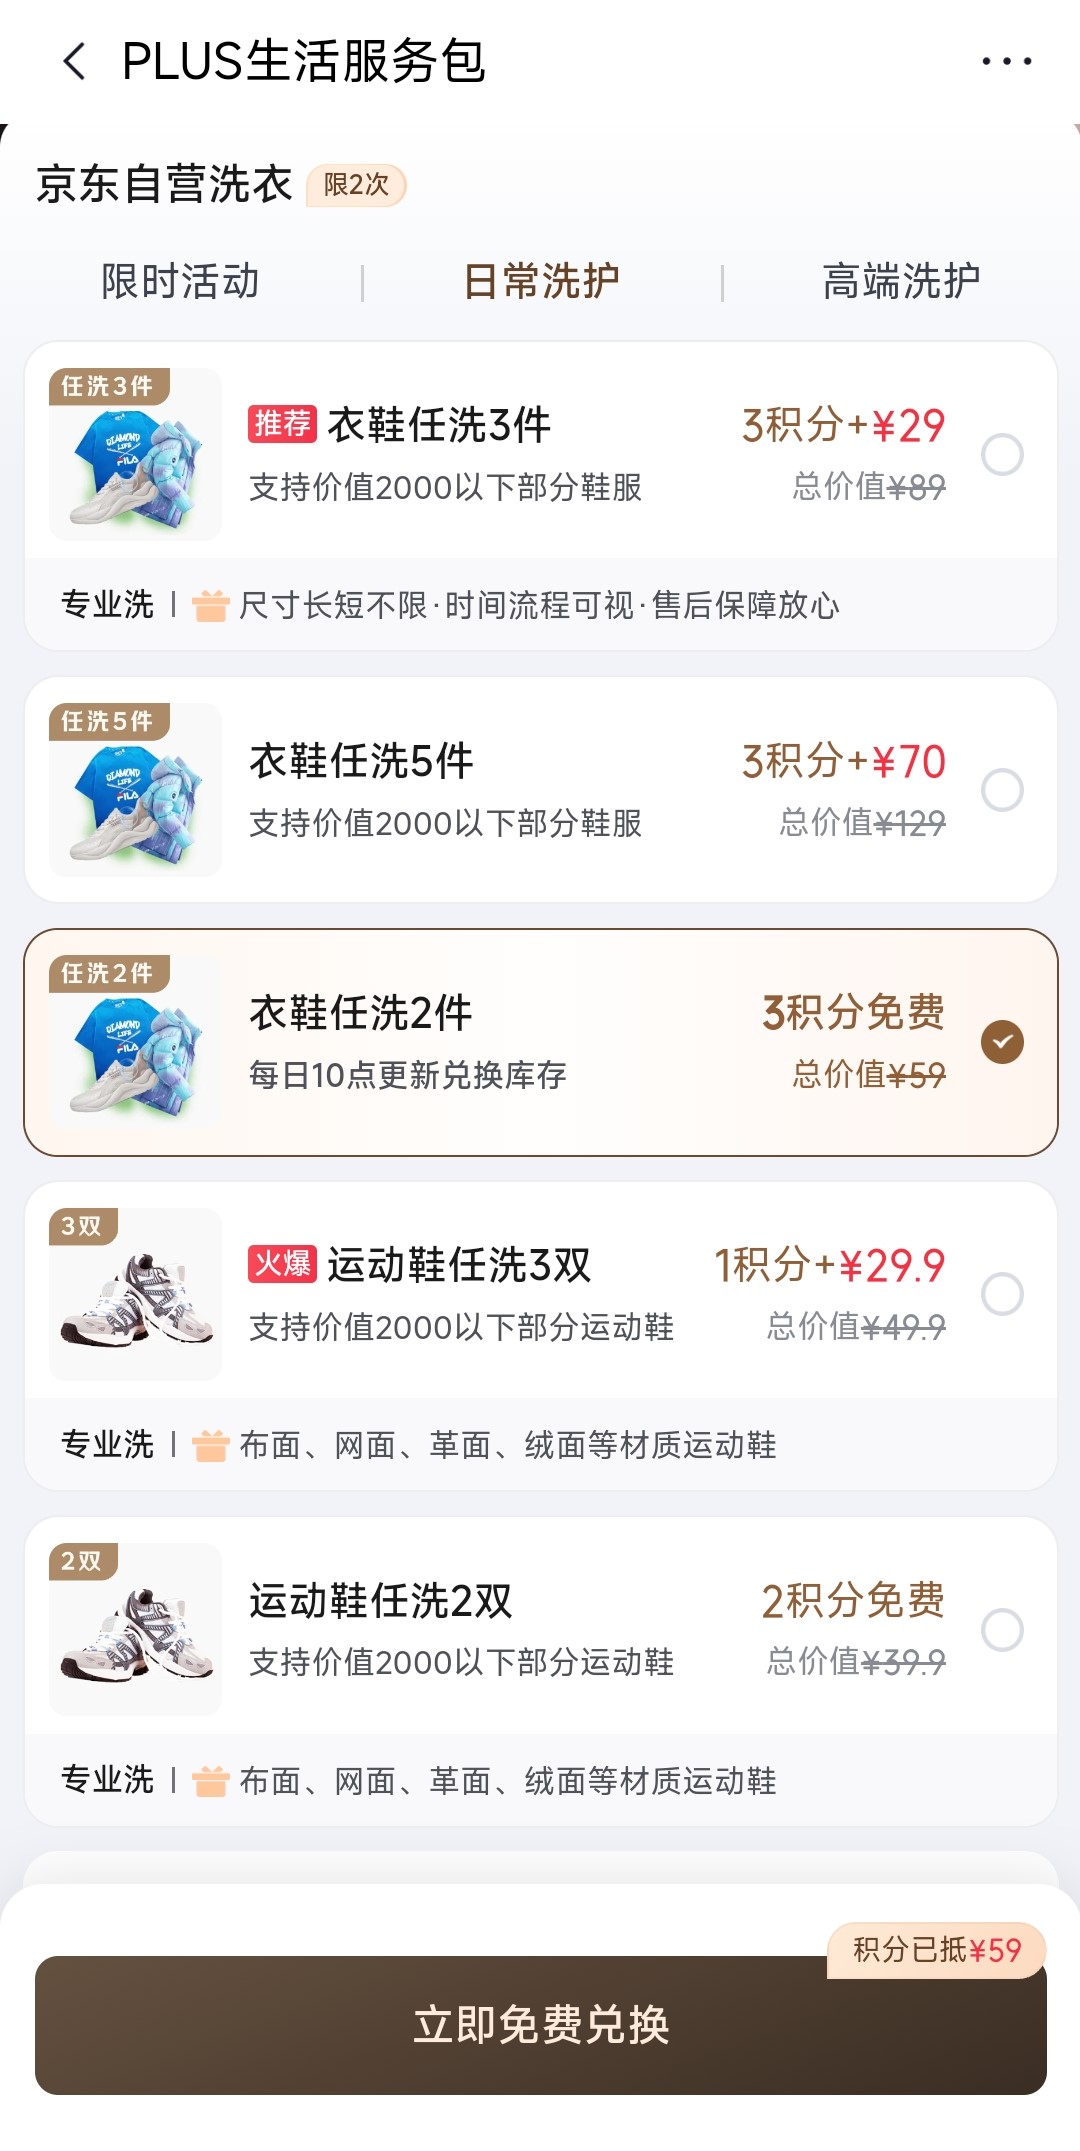 PLUS生活服务包
京东自营洗衣 限2次
限时活动 日常洗护 高端洗护
任洗3件
推荐 衣鞋任洗3件 3积分+¥29
支持价值2000以下部分鞋服 总价值¥89
专业洗 尺寸长短不限·时间流程可视·售后保障放心
任洗5件
衣鞋任洗5件 3积分+¥70
支持价值2000以下部分鞋服 总价值¥129
任洗2件
衣鞋任洗2件 3积分免费
每日10点更新兑换库存 总价值¥59
3双
火爆 运动鞋任洗3双 1积分+¥29.9
支持价值2000以下部分运动鞋 总价值¥49.9
专业洗 布面、网面、革面、绒面等材质运动鞋
2双
运动鞋任洗2双 2积分免费
支持价值2000以下部分运动鞋 总价值¥39.9
专业洗 布面、网面、革面、绒面等材质运动鞋
积分已抵¥59
立即免费兑换